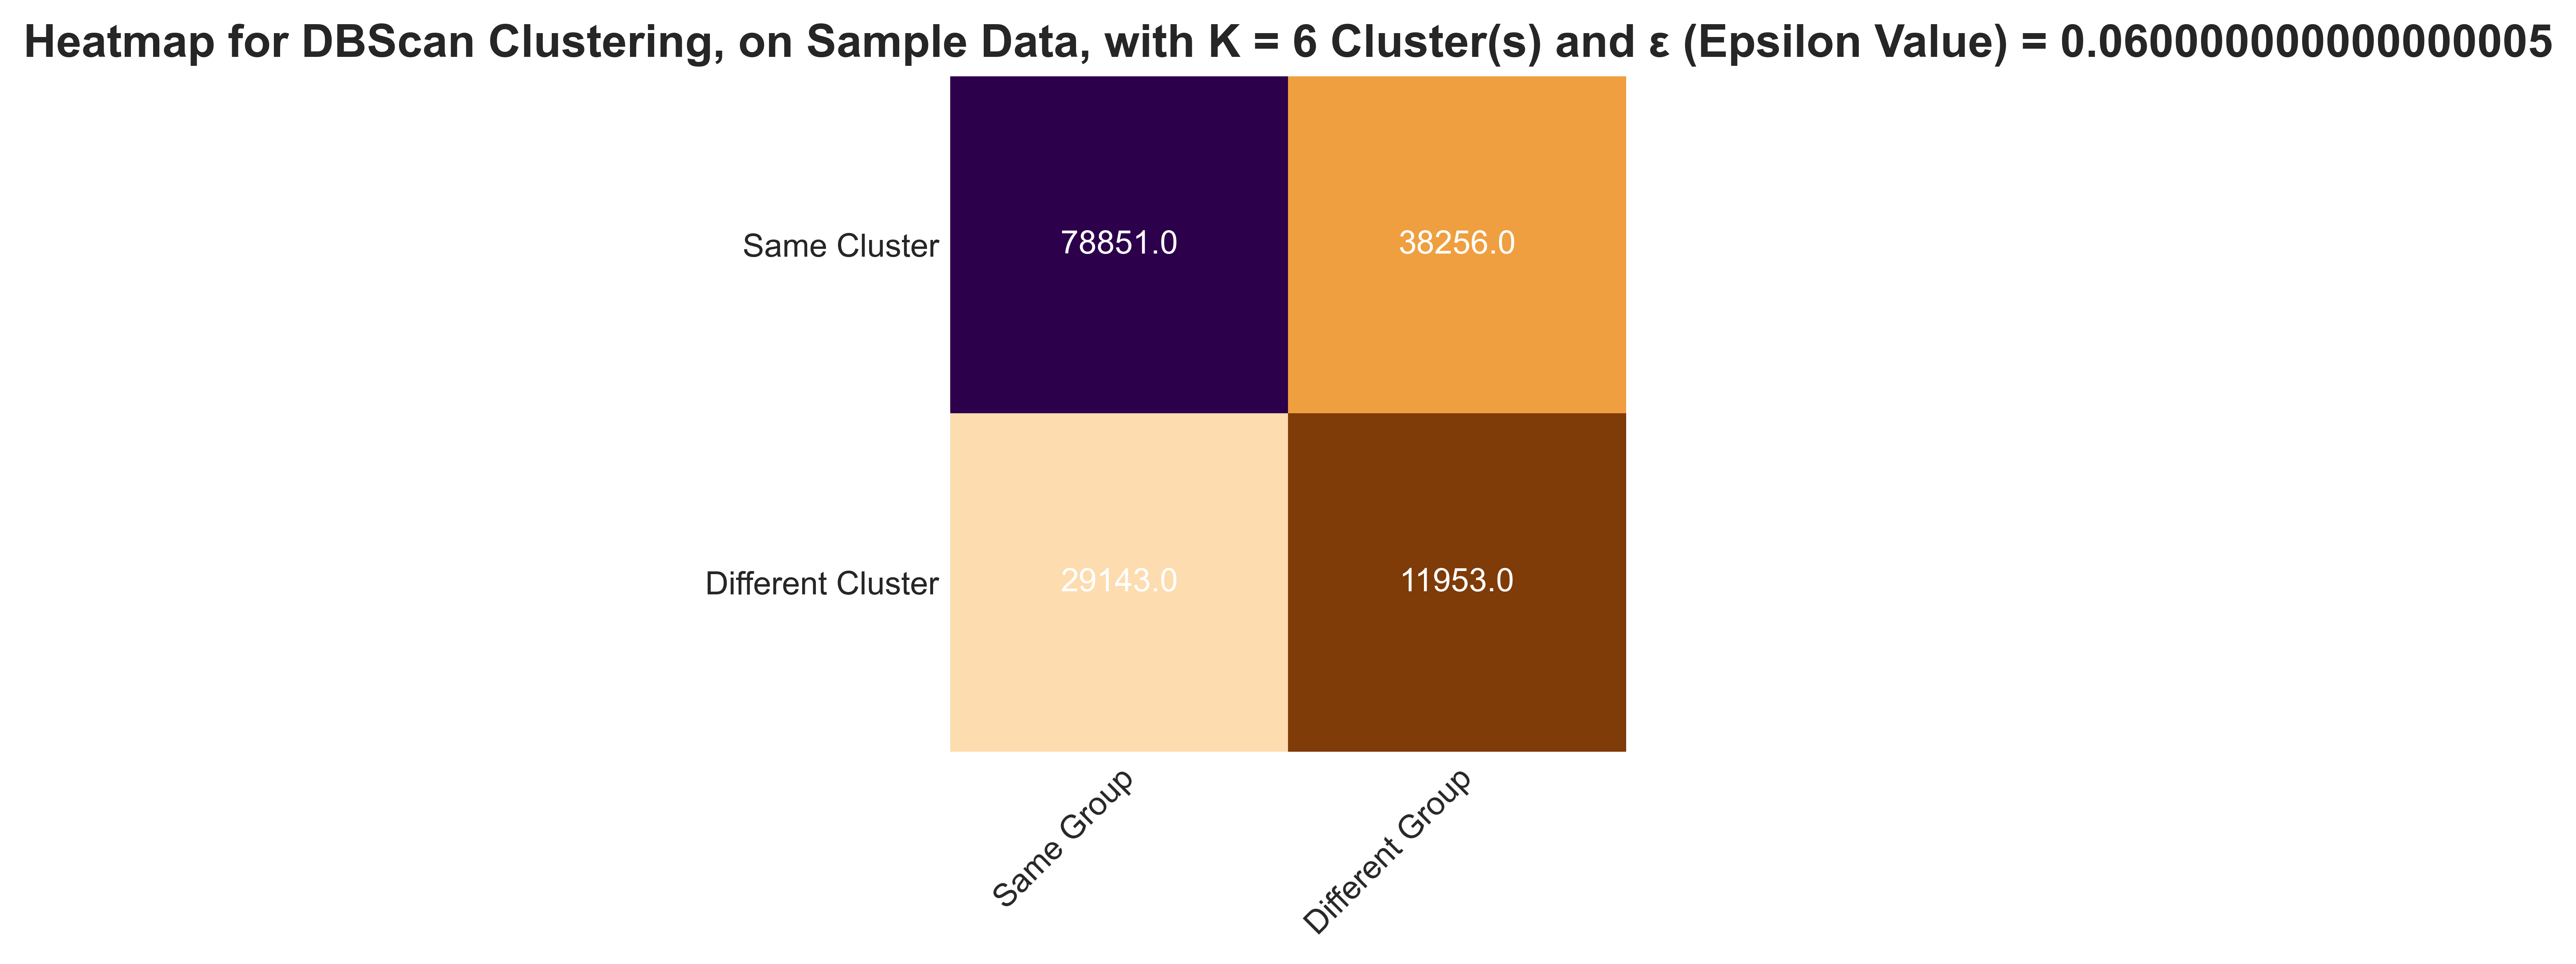 Heatmap for DBScan Clustering, on Sample Data, with K = 6 Cluster(s) and ε (Epsilon Value) = 0.060000000000000005
Same Cluster
78851.0
38256.0
Different Cluster
29143.0
11953.0
Same Group
Different Group